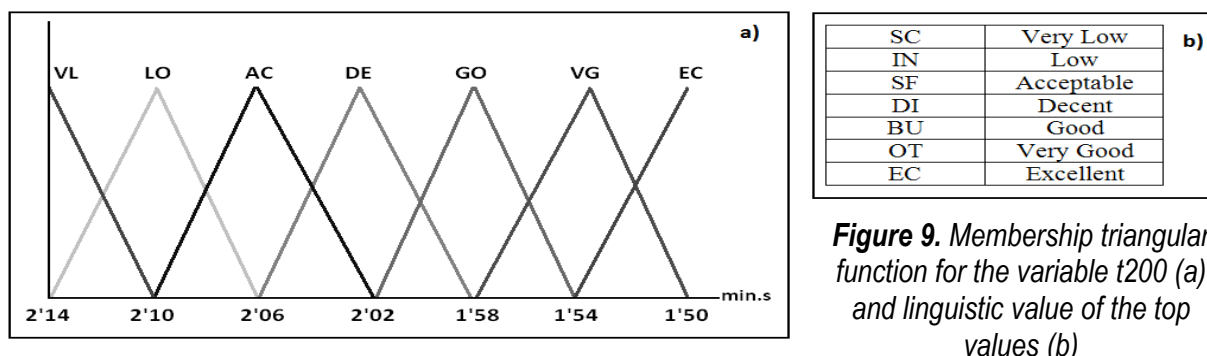 a)
VL LO AC DE GO VG EC
min.s
2'14 2'10 2'06 2'02 1'58 1'54 1'50
b)
SC Very Low
IN Low
SF Acceptable
DI Decent
BU Good
OT Very Good
EC Excellent
Figure 9. Membership triangular
function for the variable t200 (a)
and linguistic value of the top
values (b)